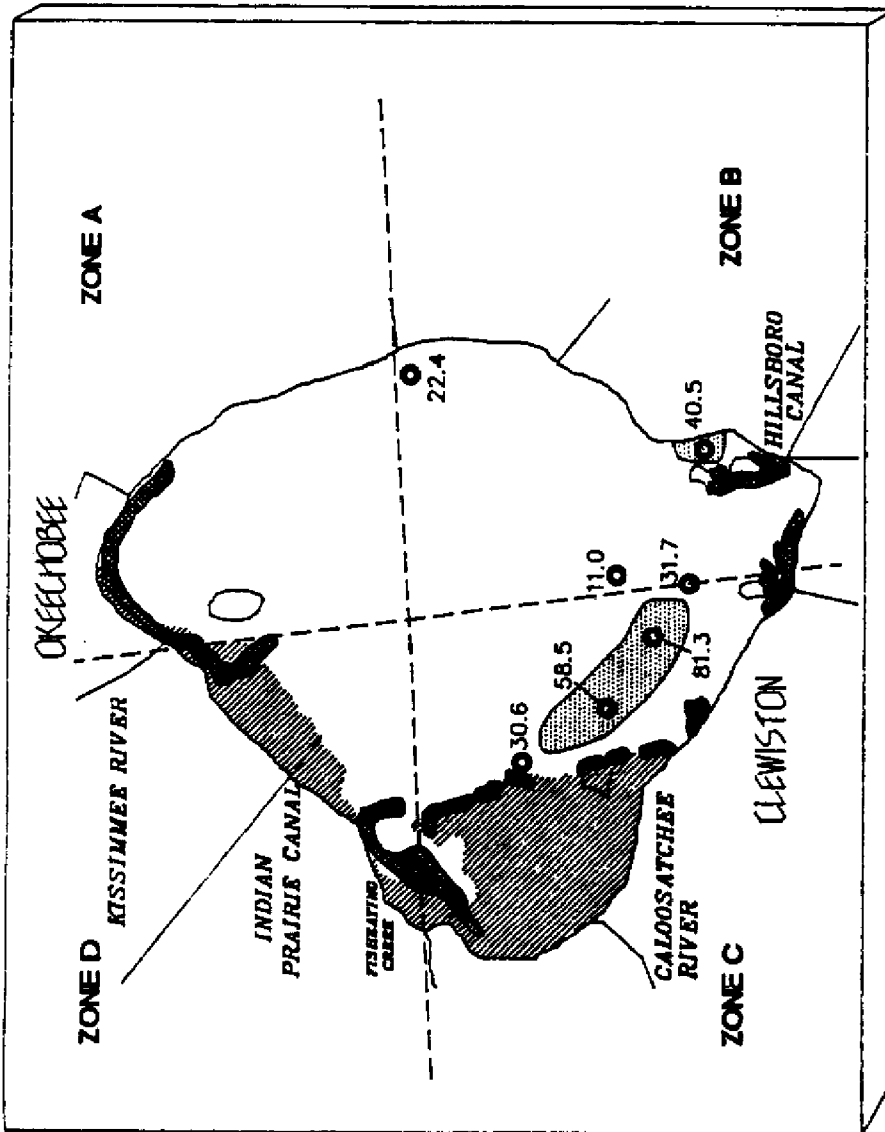 OKEECHOBEE
ZONE D
ZONE A
KISSIMMEE RIVER
INDIAN
PRAIRIE CANAL
FISHEATING
CREEK
22.4
30.6
58.5
11.0
31.7
40.5
81.3
CALOOSATCHEE
RIVER
HILLSBORO
CANAL
ZONE C
ZONE B
CLEWISTON